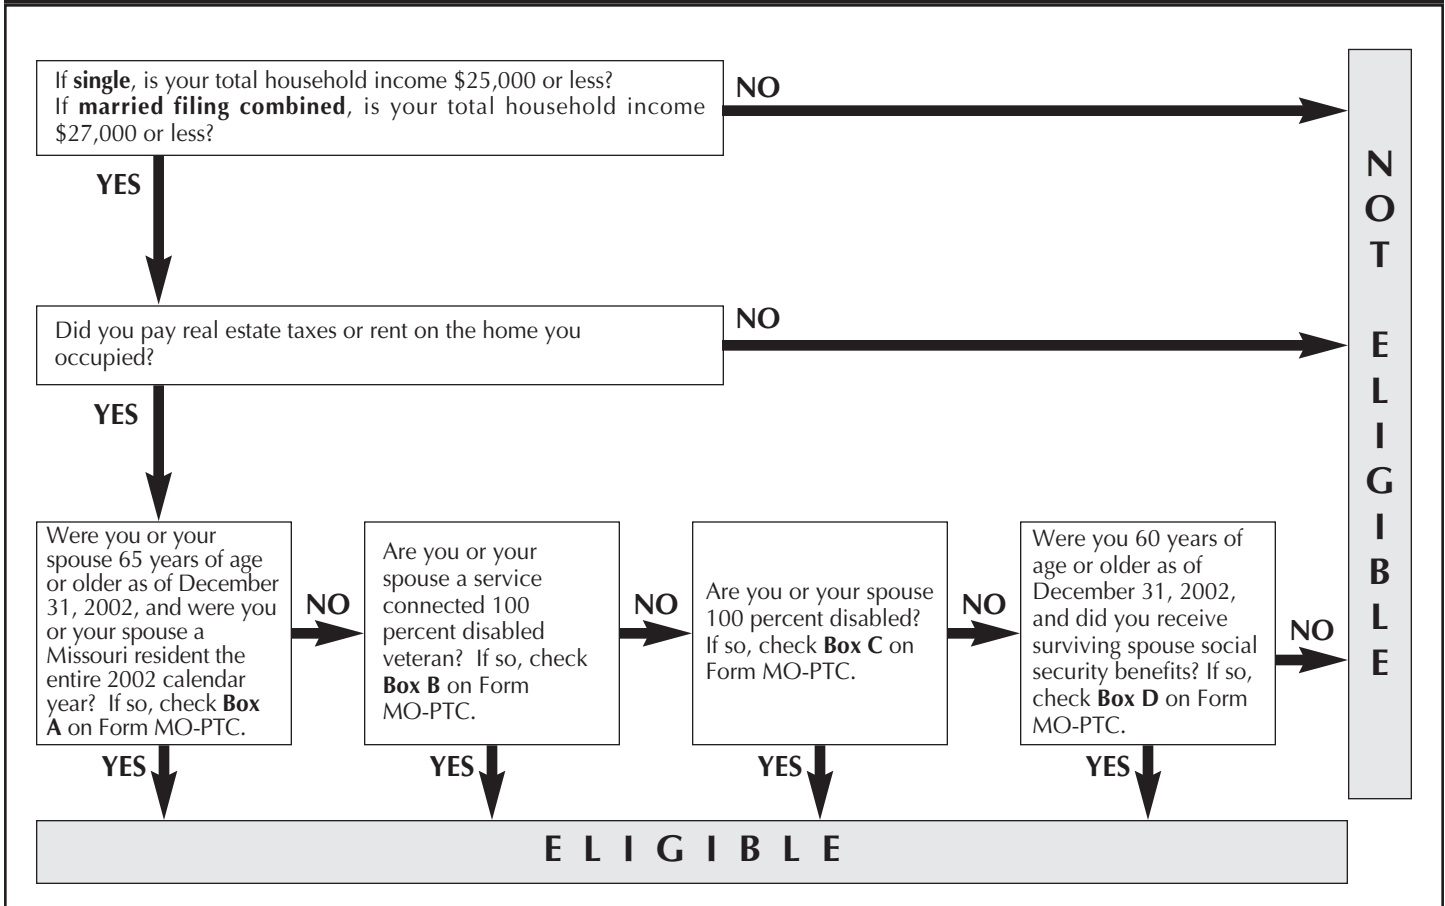 If single, is your total household income $25,000 or less?
If married filing combined, is your total household income
$27,000 or less?
NO
YES
Did you pay real estate taxes or rent on the home you
occupied?
NO
YES
Were you or your
spouse 65 years of age
or older as of December
31, 2002, and were you
or your spouse a
Missouri resident the
entire 2002 calendar
year? If so, check Box
A on Form MO-PTC.
NO
YES
Are you or your
spouse a service
connected 100
percent disabled
veteran? If so, check
Box B on Form
MO-PTC.
NO
YES
Are you or your spouse
100 percent disabled?
If so, check Box C on
Form MO-PTC.
NO
YES
Were you 60 years of
age or older as of
December 31, 2002,
and did you receive
surviving spouse social
security benefits? If so,
check Box D on Form
MO-PTC.
NO
YES
NOT ELIGIBLE
ELIGIBLE